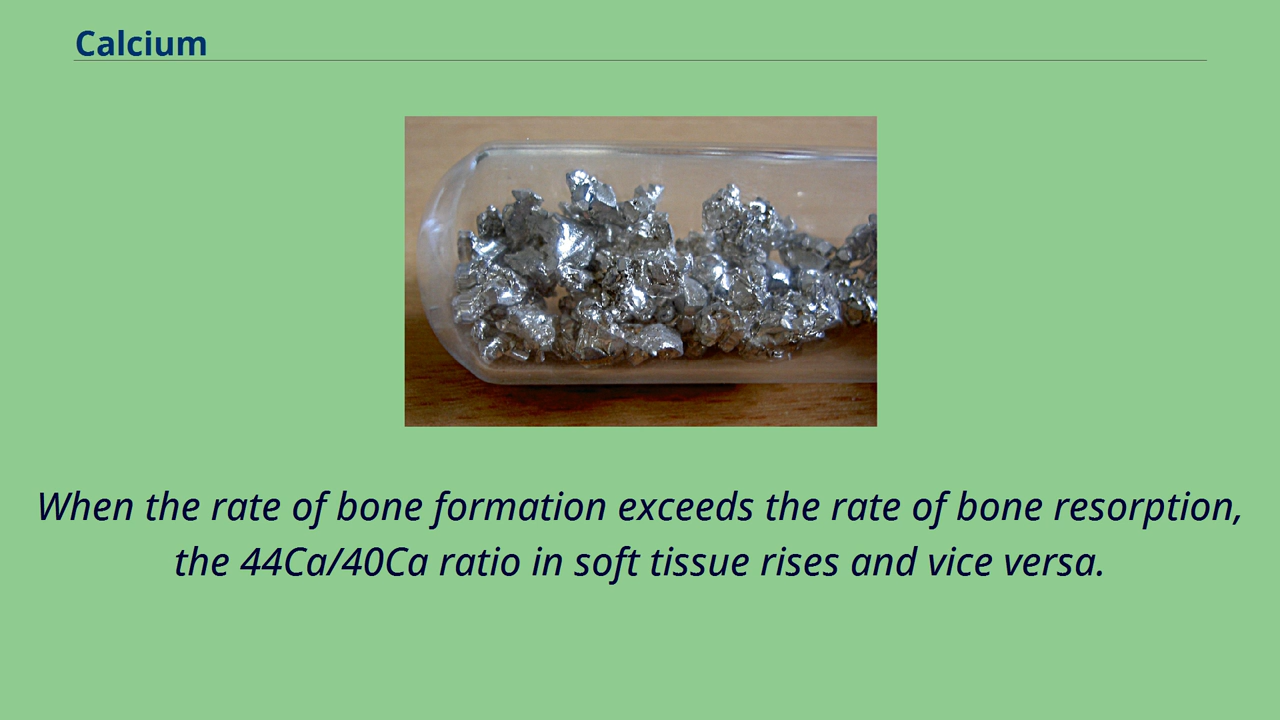 Calcium
When the rate of bone formation exceeds the rate of bone resorption,
the 44Ca/40Ca ratio in soft tissue rises and vice versa.